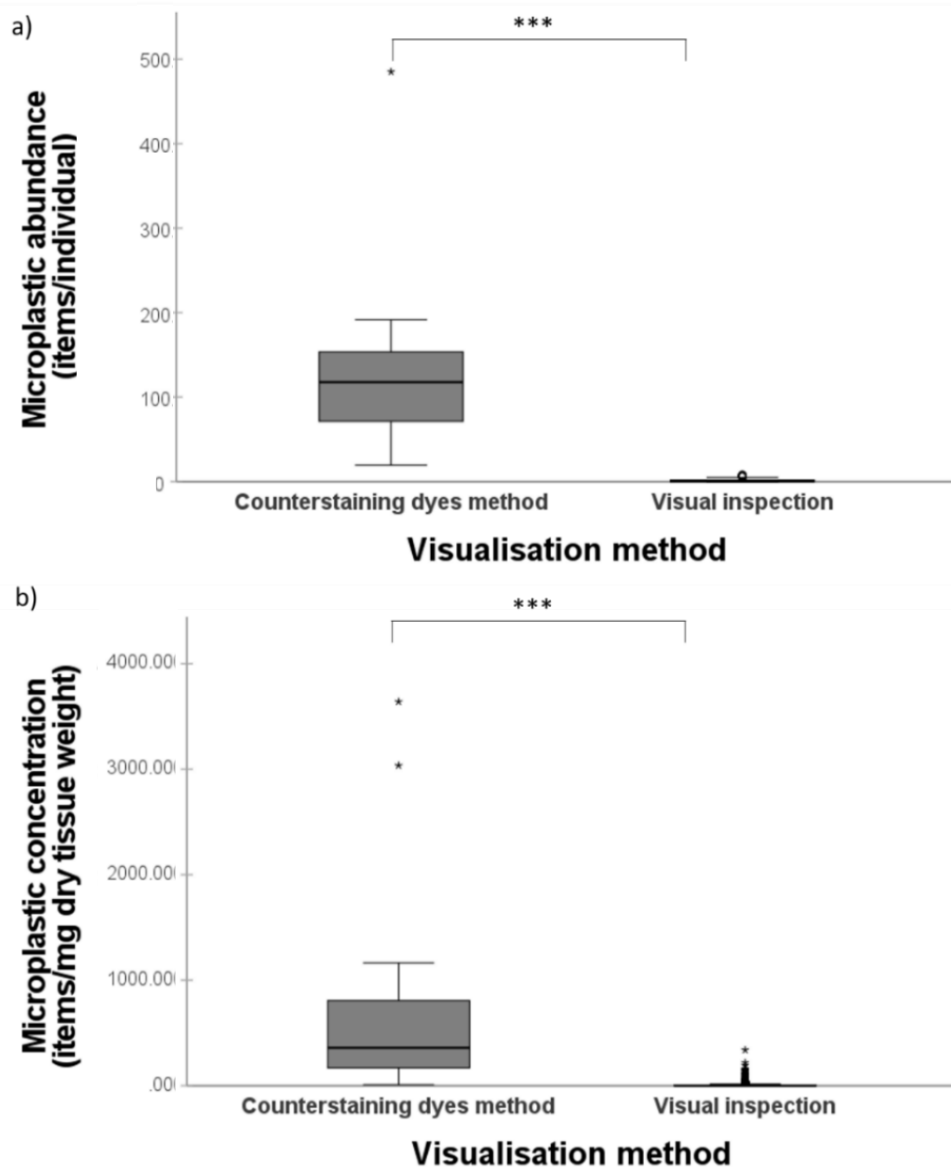 a)
***
Microplastic abundance
(items/individual)
500
400
300
200
100
0
*
Counterstaining dyes method
Visual inspection
Visualisation method
b)
***
Microplastic concentration
(items/mg dry tissue weight)
4000.00
3000.00
2000.00
1000.00
.00
*
*
*
Counterstaining dyes method
Visual inspection
Visualisation method